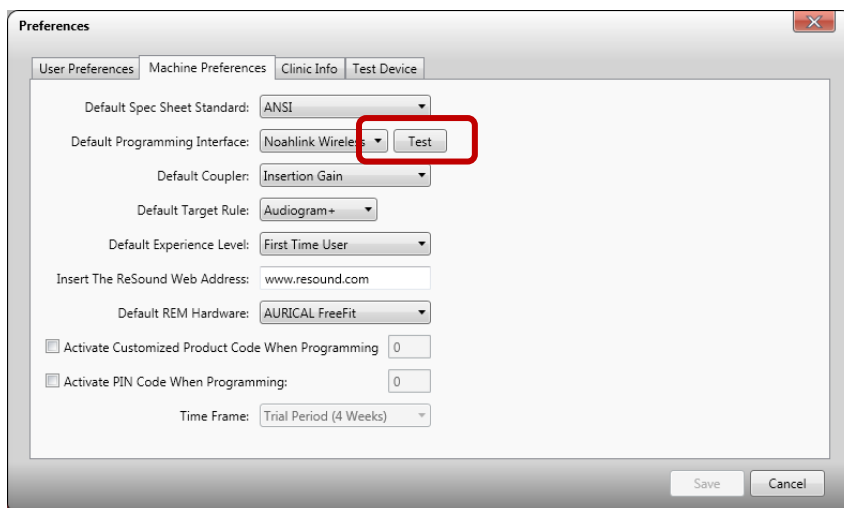 Preferences
User Preferences Machine Preferences Clinic Info Test Device
Default Spec Sheet Standard: ANSI
Default Programming Interface: Noahlink Wireless Test
Default Coupler: Insertion Gain
Default Target Rule: Audiogram+
Default Experience Level: First Time User
Insert The ReSound Web Address: www.resound.com
Default REM Hardware: AURICAL FreeFit
Activate Customized Product Code When Programming 0
Activate PIN Code When Programming: 0
Time Frame: Trial Period (4 Weeks)
Save Cancel